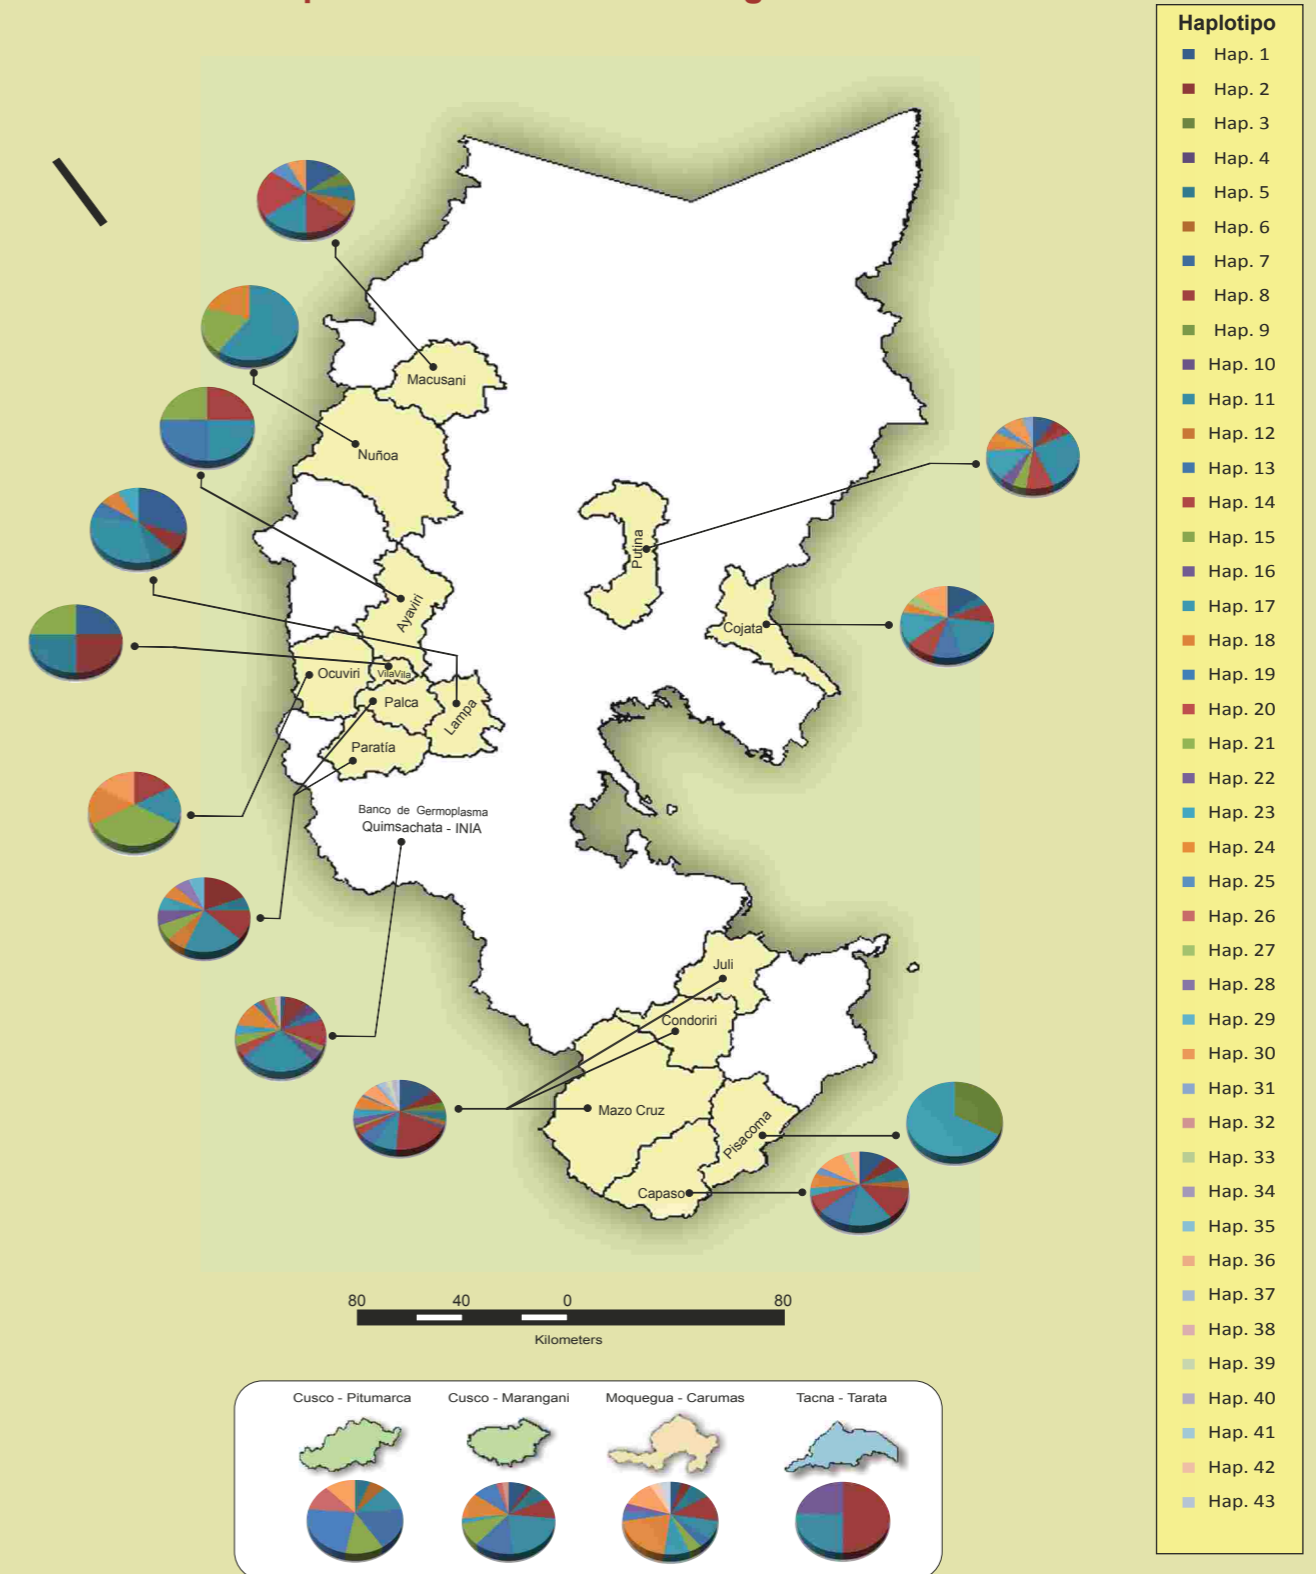 Haplotipo
Hap. 1
Hap. 2
Hap. 3
Hap. 4
Hap. 5
Hap. 6
Hap. 7
Hap. 8
Hap. 9
Hap. 10
Hap. 11
Hap. 12
Hap. 13
Hap. 14
Hap. 15
Hap. 16
Hap. 17
Hap. 18
Hap. 19
Hap. 20
Hap. 21
Hap. 22
Hap. 23
Hap. 24
Hap. 25
Hap. 26
Hap. 27
Hap. 28
Hap. 29
Hap. 30
Hap. 31
Hap. 32
Hap. 33
Hap. 34
Hap. 35
Hap. 36
Hap. 37
Hap. 38
Hap. 39
Hap. 40
Hap. 41
Hap. 42
Hap. 43
Macusani
Nuñoa
Putina
Ayaviri
Cojata
Ocuviri
VilaVila
Palca
Lampa
Paratía
Banco de Germoplasma
Quimsachata - INIA
Juli
Condoriri
Mazo Cruz
Pisacoma
Capaso
80 40 0 80
Kilometers
Cusco - Pitumarca
Cusco - Marangani
Moquegua - Carumas
Tacna - Tarata